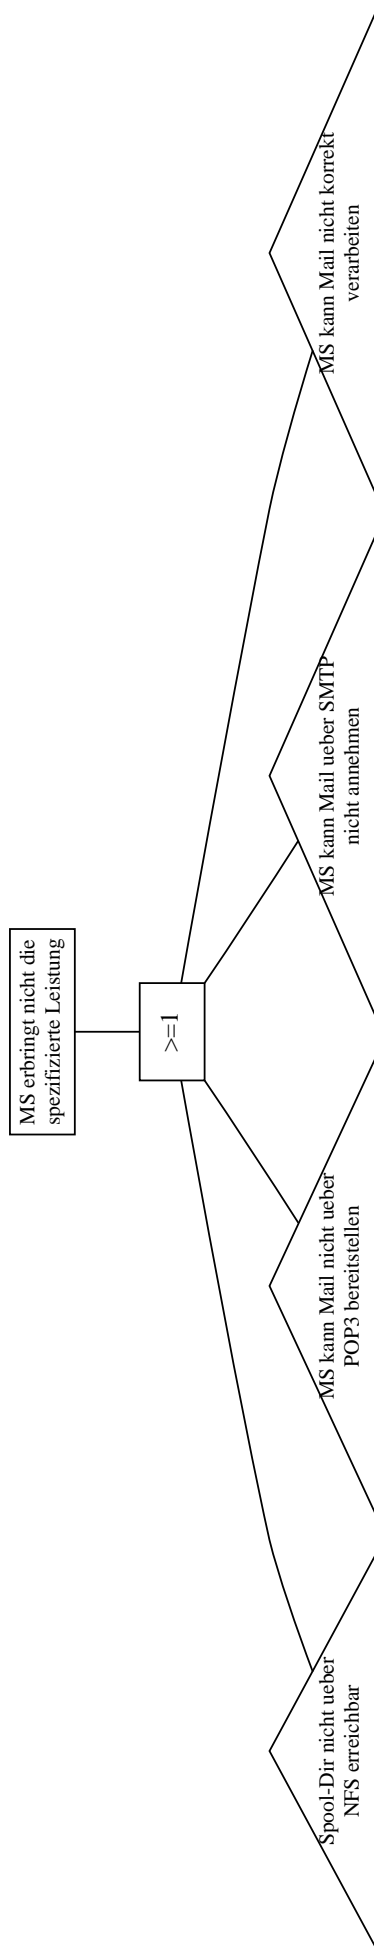 MS erbringt nicht die
spezifizierte Leistung
>=1
Spool-Dir nicht ueber
NFS erreichbar
MS kann Mail nicht ueber
POP3 bereitstellen
MS kann Mail ueber SMTP
nicht annehmen
MS kann Mail nicht korrekt
verarbeiten